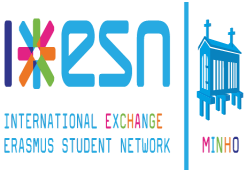 esn
INTERNATIONAL EXCHANGE
ERASMUS STUDENT NETWORK
MINHO